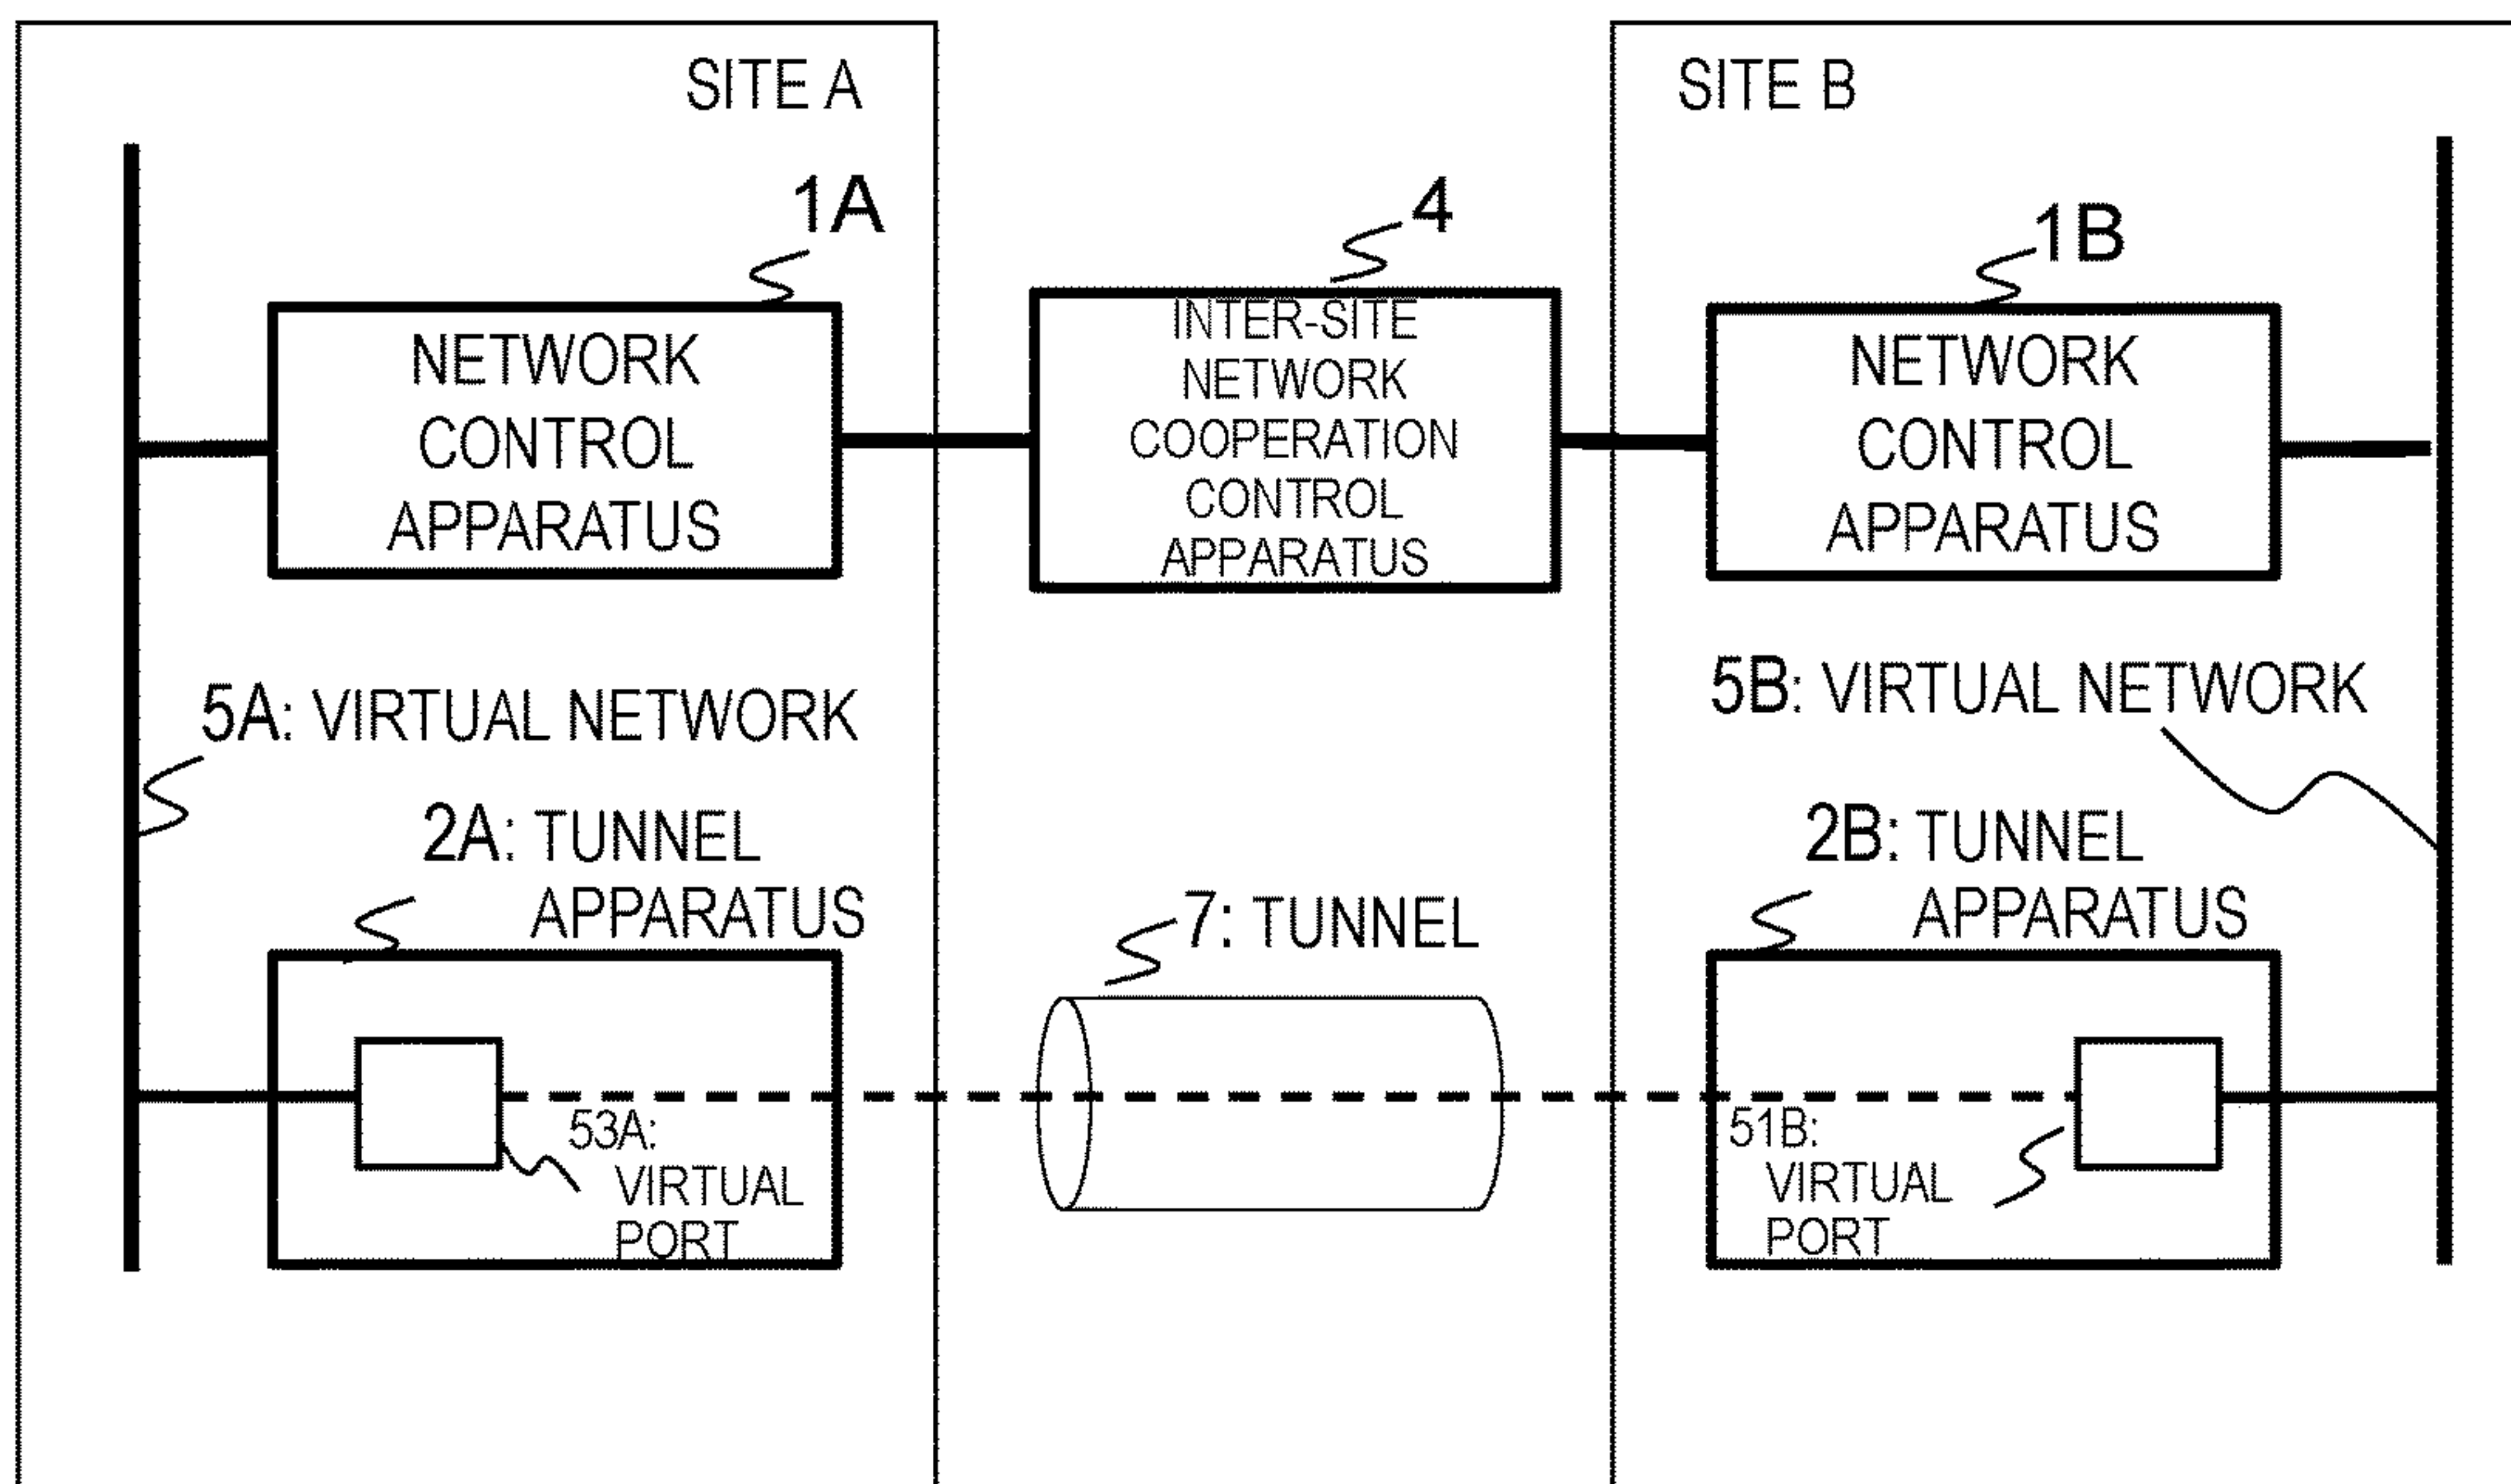 SITE A
SITE B
1A
4
1B
NETWORK
CONTROL
APPARATUS
INTER-SITE
NETWORK
COOPERATION
CONTROL
APPARATUS
NETWORK
CONTROL
APPARATUS
5A: VIRTUAL NETWORK
5B: VIRTUAL NETWORK
2A: TUNNEL
APPARATUS
7: TUNNEL
2B: TUNNEL
APPARATUS
53A:
VIRTUAL
PORT
51B:
VIRTUAL
PORT